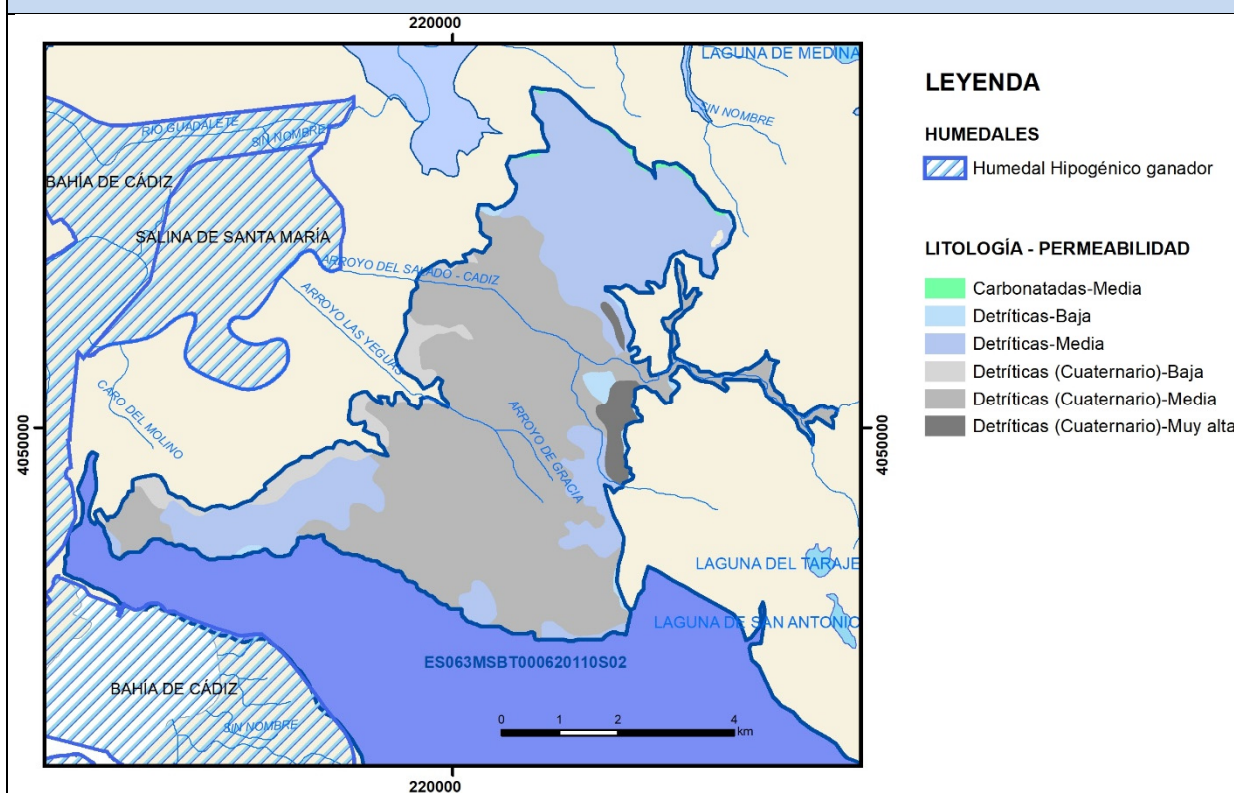 220000
LAGUNA DE MEDINA
RÍO GUADALETE
SIN NOMBRE
SIN NOMBRE
BAHÍA DE CÁDIZ
SALINA DE SANTA MARÍA
ARROYO DEL SALADO - CADIZ
ARROYO LAS YEGUAS
CAÑO DEL MOLINO
ARROYO DE GRACIA
4050000
4050000
LAGUNA DEL TARAJE
LAGUNA DE SAN ANTONIO
ES063MSBT000620110S02
BAHÍA DE CÁDIZ
SIN NOMBRE
0 1 2 4
km
220000
LEYENDA
HUMEDALES
Humedal Hipogénico ganador
LITOLOGÍA - PERMEABILIDAD
Carbonatadas-Media
Detríticas-Baja
Detríticas-Media
Detríticas (Cuaternario)-Baja
Detríticas (Cuaternario)-Media
Detríticas (Cuaternario)-Muy alta